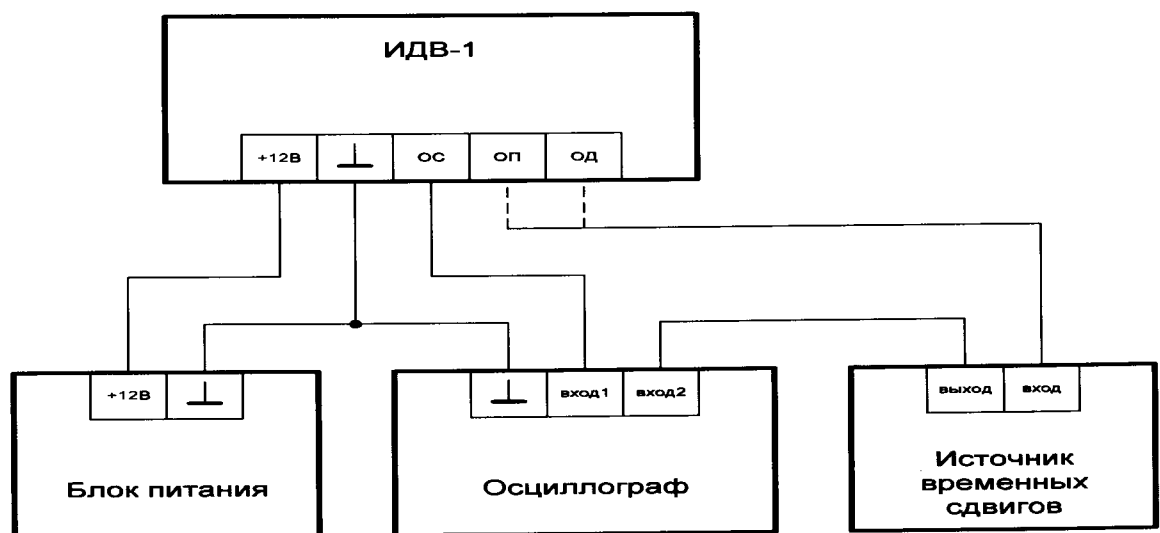 ИДВ-1
+12В
ОС
ОП
ОД
+12В
вход1
вход2
выход
вход
Блок питания
Осциллограф
Источник
временных
сдвигов